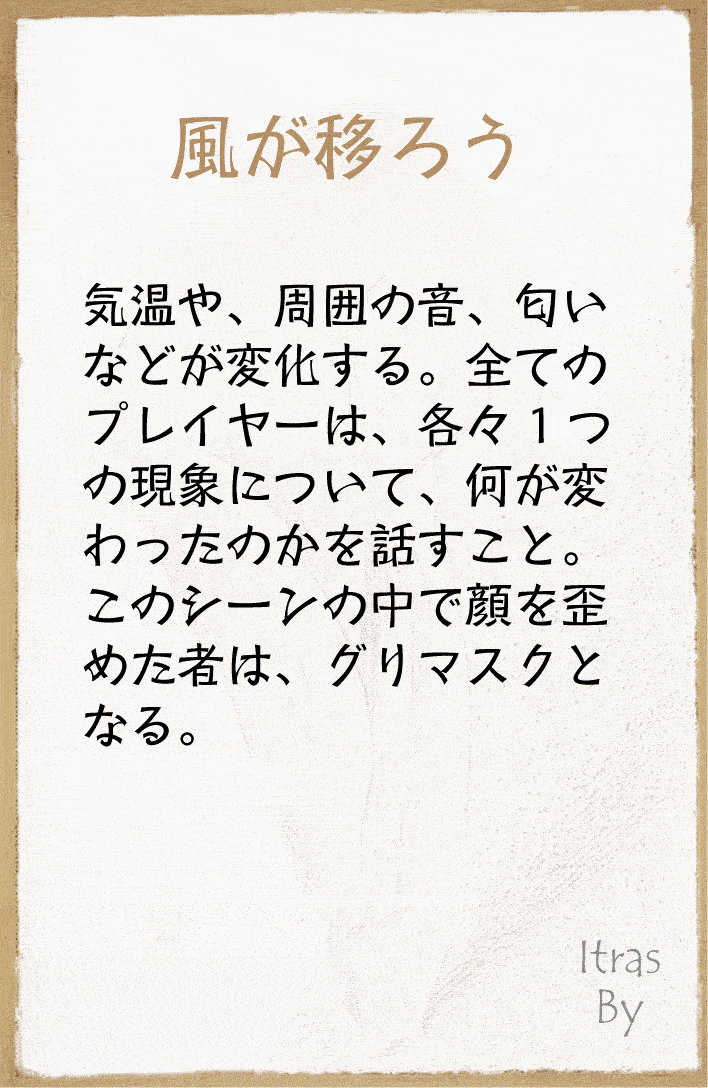 風が移ろう
気温や、周囲の音、匂い
などが変化する。全ての
プレイヤーは、各々１つ
の現象について、何が変
わったのかを話すこと。
このシーンの中で顔を歪
めた者は、グリマスクと
なる。
Itras
By